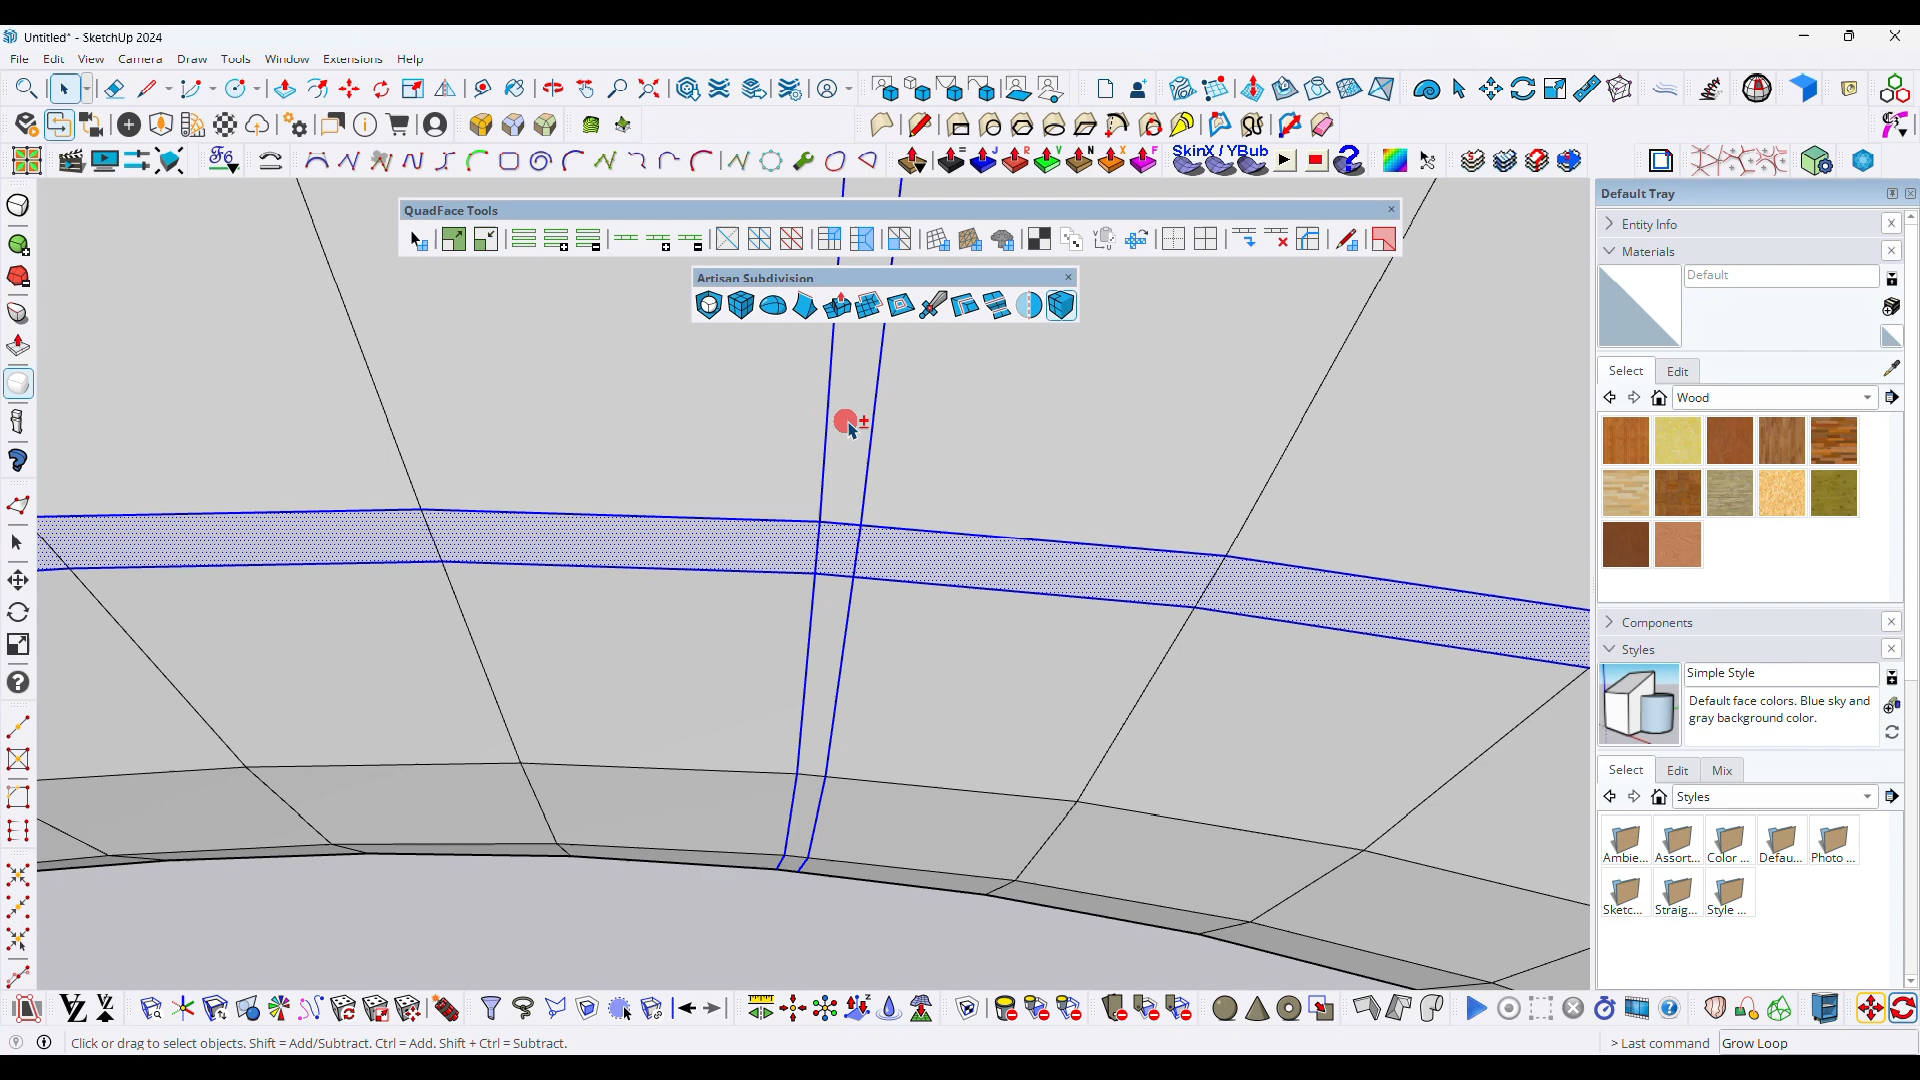 Untitled* - SketchUp 2024
File Edit View Camera Draw Tools Window Extensions Help
SkinX / YBub
QuadFace Tools
Artisan Subdivision
Default Tray
Entity Info
Materials
Default
Select Edit
Wood
Components
Styles
Simple Style
Default face colors. Blue sky and
gray background color.
Select Edit Mix
Styles
Ambie... Assort... Color ... Defau... Photo ...
Sketc... Straig... Style ...
Click or drag to select objects. Shift = Add/Subtract. Ctrl = Add. Shift + Ctrl = Subtract.
> Last command Grow Loop